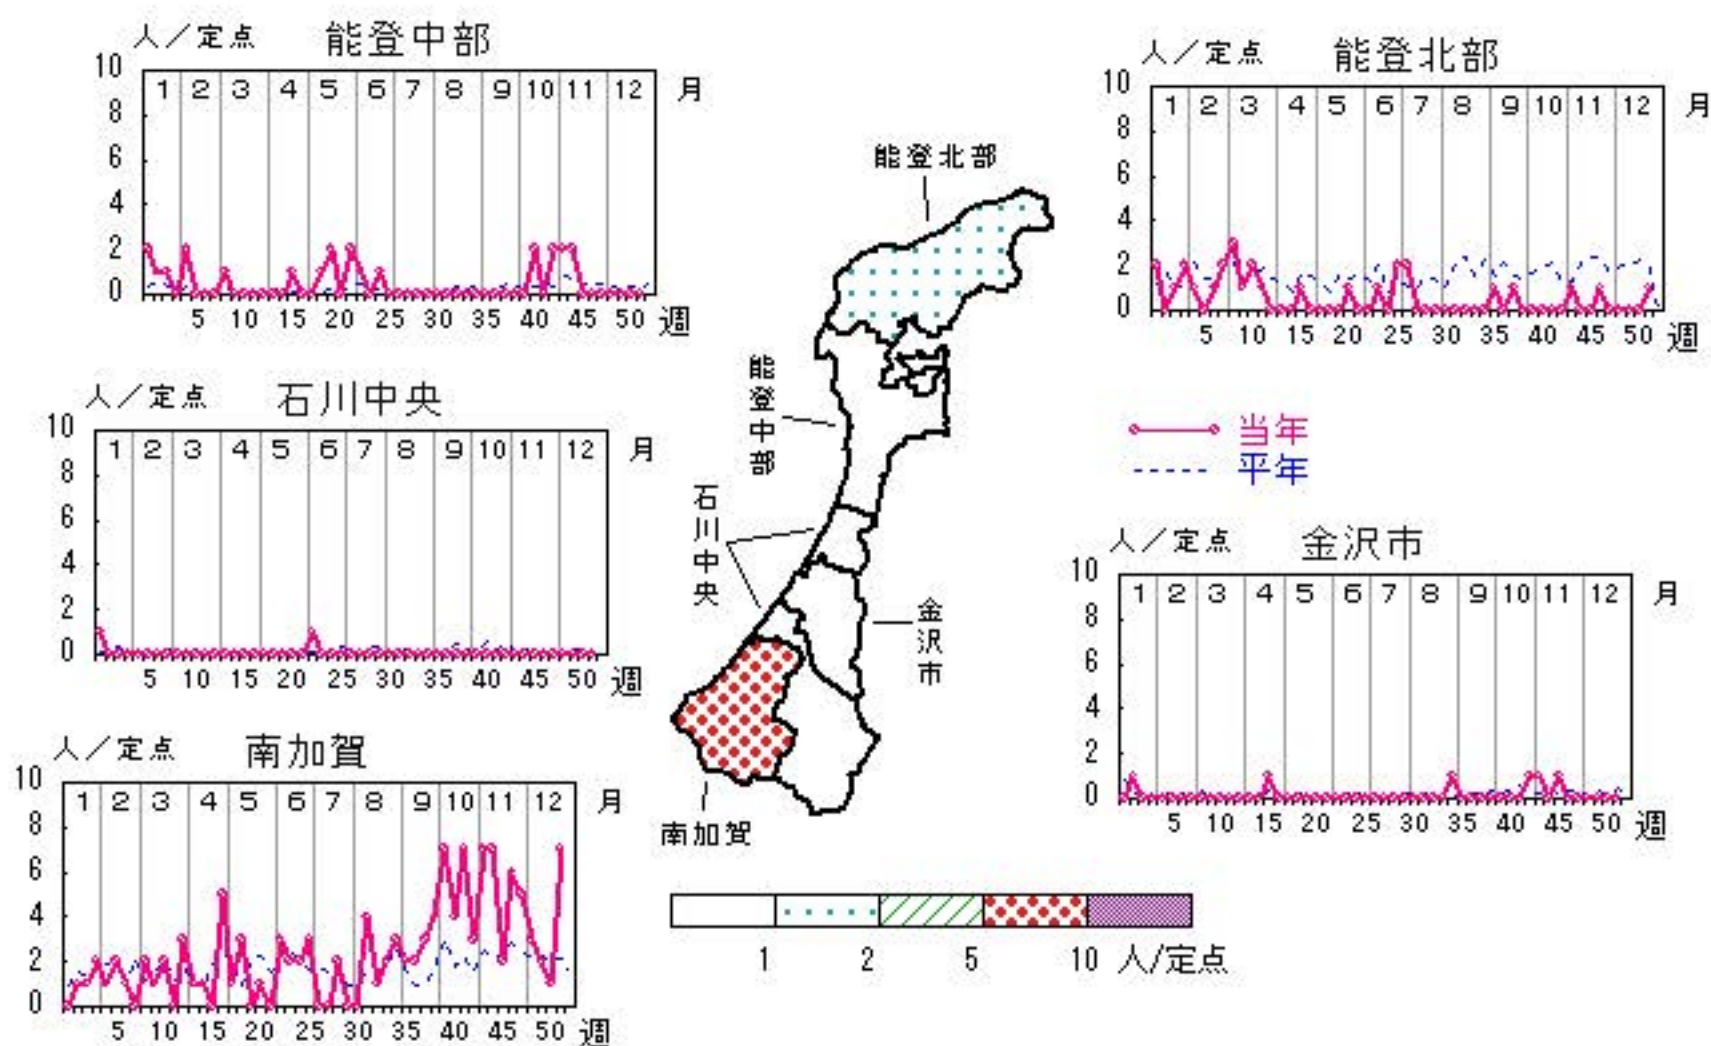 人／定点 能登中部
10 8 6 4 2 0
1 2 3 4 5 6 7 8 9 10 11 12 月
5 10 15 20 25 30 35 40 45 50 週
人／定点 能登北部
10 8 6 4 2 0
1 2 3 4 5 6 7 8 9 10 11 12 月
5 10 15 20 25 30 35 40 45 50 週
人／定点 石川中央
10 8 6 4 2 0
1 2 3 4 5 6 7 8 9 10 11 12 月
5 10 15 20 25 30 35 40 45 50 週
能登北部
能登中部
石川中央
金沢市
南加賀
当年
平年
人／定点 金沢市
10 8 6 4 2 0
1 2 3 4 5 6 7 8 9 10 11 12 月
5 10 15 20 25 30 35 40 45 50 週
人／定点 南加賀
10 8 6 4 2 0
1 2 3 4 5 6 7 8 9 10 11 12 月
5 10 15 20 25 30 35 40 45 50 週
1 2 5 10 人/定点